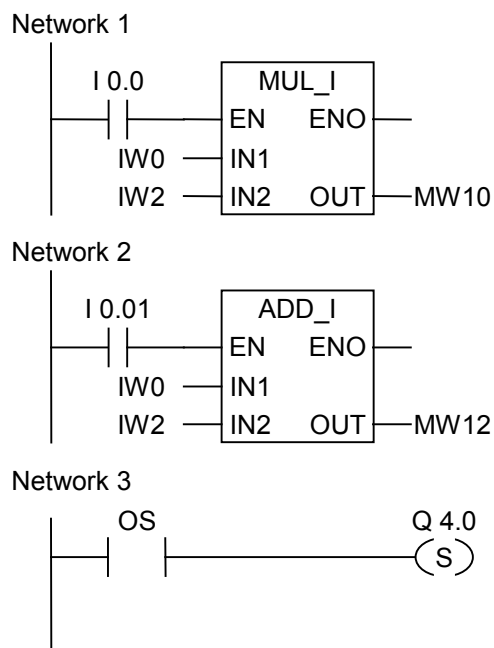 Network 1
I 0.0 MUL_I
EN ENO
IW0 IN1
IW2 IN2 OUT MW10
Network 2
I 0.01 ADD_I
EN ENO
IW0 IN1
IW2 IN2 OUT MW12
Network 3
OS Q 4.0
S